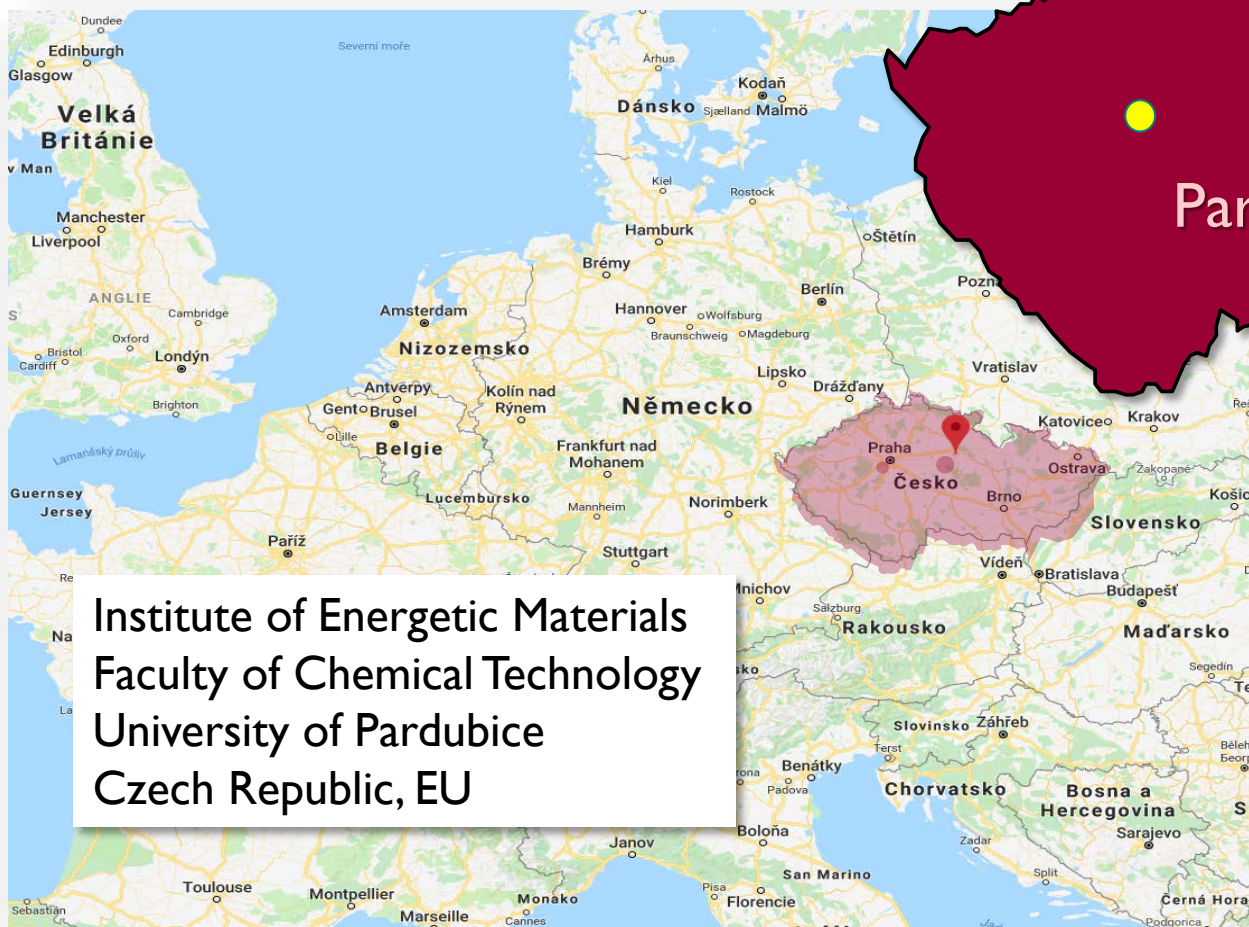 Dundee
Edinburgh
Glasgow
Severní moře
Århus
Kodaň
Velká
Británie
Dánsko
Sjælland
Malmö
v Man
Kiel
Rostock
Par
Manchester
Liverpool
Hamburk
Štětín
Brémy
ANGLIE
Cambridge
Amsterdam
Hannover
Wolfsburg
Berlín
Braunschweig
Magdeburg
Oxford
Bristol
Cardiff
Londýn
Nizozemsko
Lipsko
Drážďany
Vratislav
Antverpy
Kolín nad
Rýnem
Brighton
Gent
Brusel
Německo
Katovice
Krakov
Lille
Belgie
Frankfurt nad
Mohanem
Praha
Ostrava
Zakopané
Lamanšský průliv
Česko
Guernsey
Jersey
Lucembursko
Mannheim
Norimberk
Brno
Slovensko
Paříž
Stuttgart
Vídeň
Bratislava
Budapešť
Institute of Energetic Materials
Faculty of Chemical Technology
University of Pardubice
Czech Republic, EU
Salzburg
Rakousko
Maďarsko
Segedín
Slovinsko
Záhřeb
Terst
Benátky
Padova
Chorvatsko
Bosna a
Hercegovina
Boloňa
Sarajevo
Janov
Zadar
San Marino
Split
Toulouse
Montpellier
Monako
Pisa
Florencie
Černá Hora
Sebastián
Marseille
Cannes
Podgorica